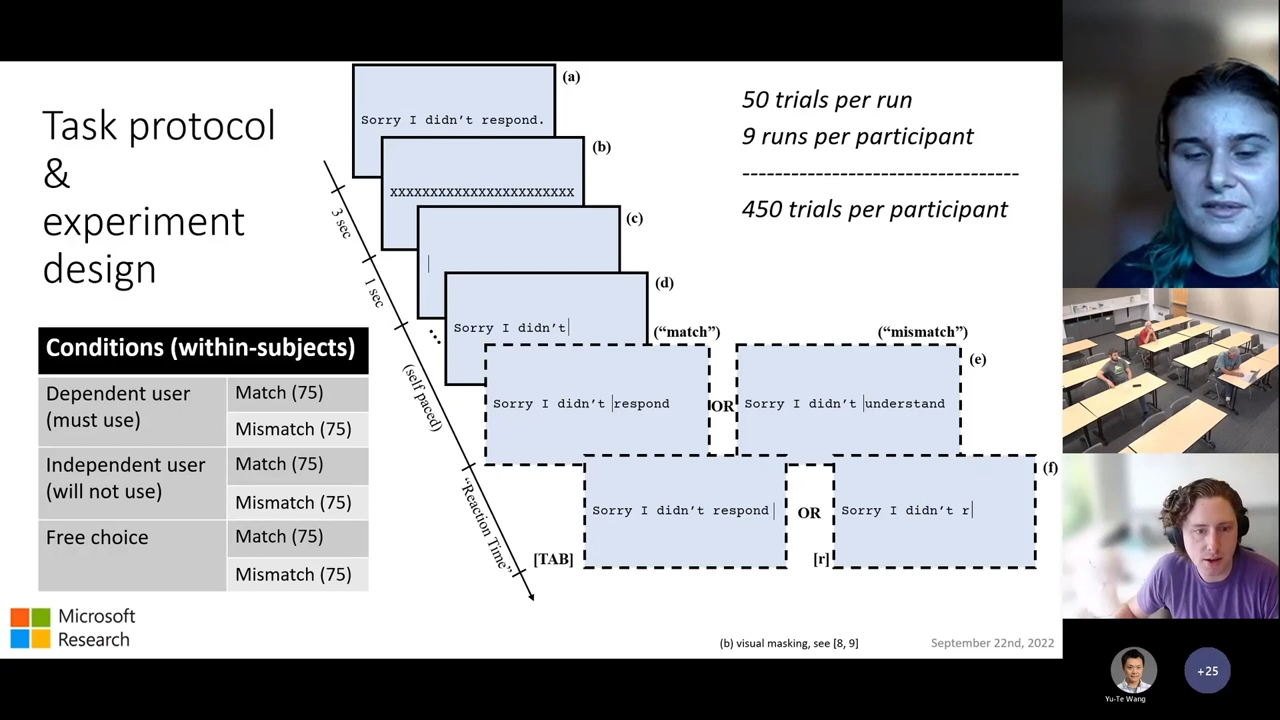 Task protocol
&
experiment
design
Conditions (within-subjects)
Dependent user
(must use)
Match (75)
Mismatch (75)
Independent user
(will not use)
Match (75)
Mismatch (75)
Free choice
Match (75)
Mismatch (75)
Microsoft
Research
(a)
Sorry I didn’t respond.
(b)
XXXXXXXXXXXXXXXXXXXXXXX
(c)
|
(d)
Sorry I didn’t|
3 sec
1 sec
...
(self paced)
“Reaction Time”
(“match”)
(“mismatch”)
(e)
Sorry I didn’t |respond
OR
Sorry I didn’t |understand
(f)
Sorry I didn’t respond |
OR
Sorry I didn’t r|
[TAB]
[r]
50 trials per run
9 runs per participant
----------------------------------
450 trials per participant
(b) visual masking, see [8, 9]
September 22nd, 2022
Yu-Te Wang
+25